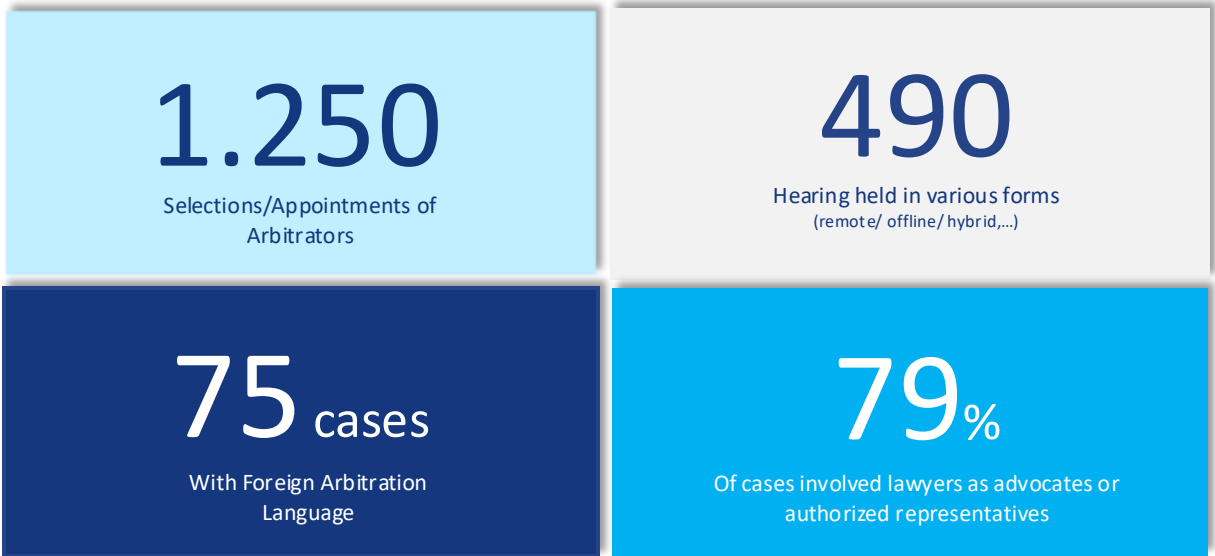 1.250
Selections/Appointments of
Arbitrators
490
Hearing held in various forms
(remote/ offline/ hybrid,...)
75 cases
With Foreign Arbitration
Language
79%
Of cases involved lawyers as advocates or
authorized representatives